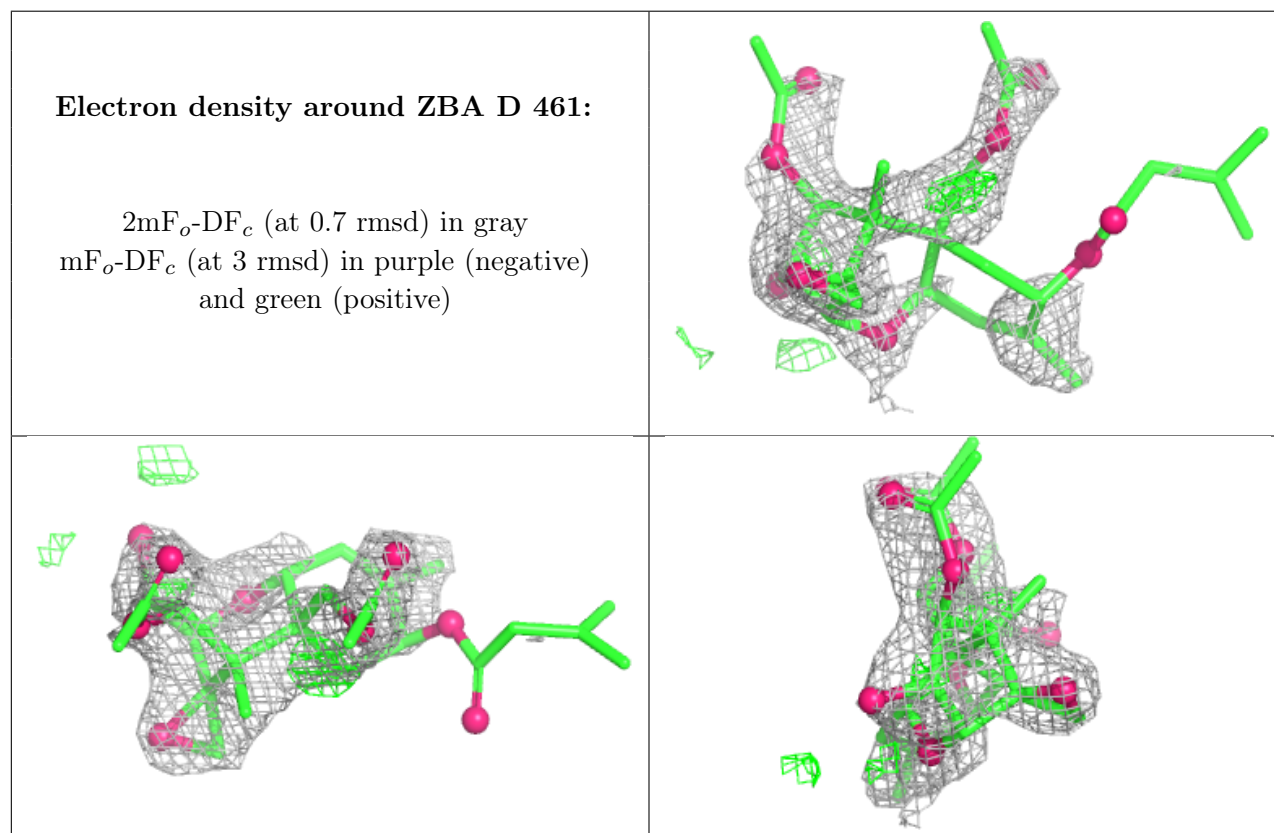 Electron density around ZBA D 461:
2mFo-DFc (at 0.7 rmsd) in gray
mFo-DFc (at 3 rmsd) in purple (negative)
and green (positive)